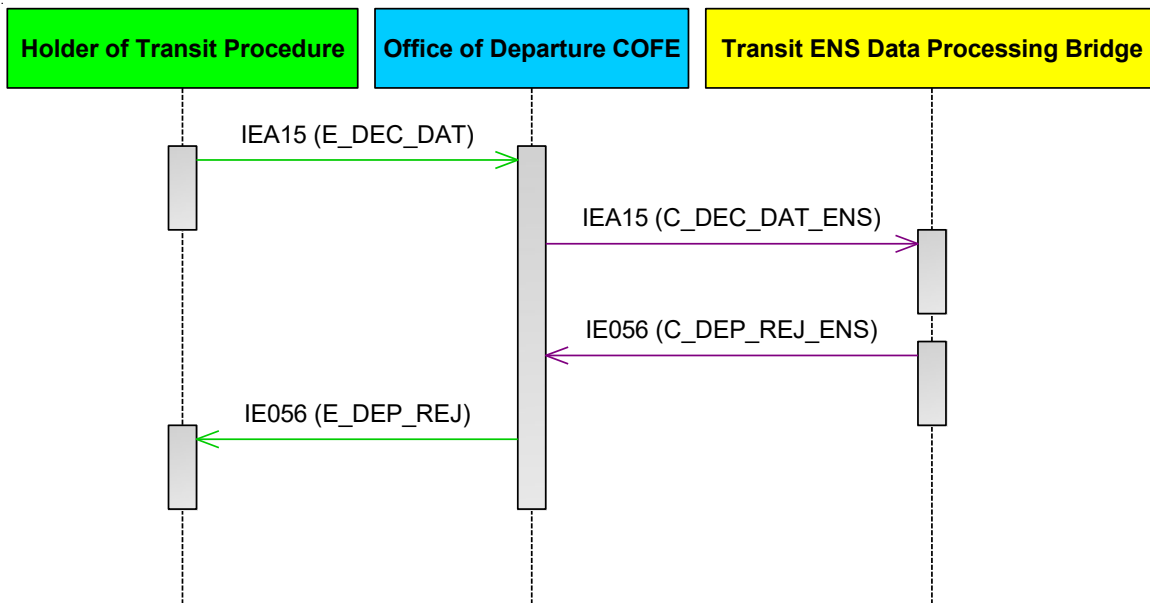 Holder of Transit Procedure
Office of Departure COFE
Transit ENS Data Processing Bridge
IEA15 (E_DEC_DAT)
IEA15 (C_DEC_DAT_ENS)
IE056 (C_DEP_REJ_ENS)
IE056 (E_DEP_REJ)